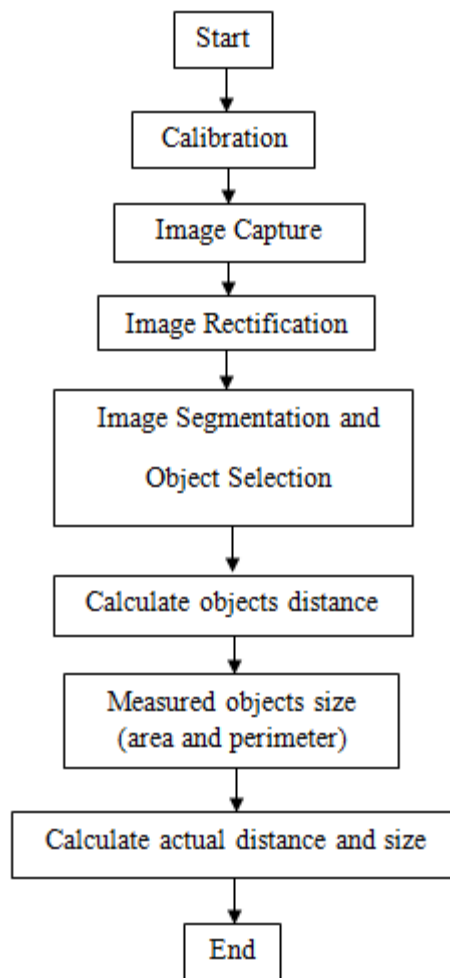 Start
Calibration
Image Capture
Image Rectification
Image Segmentation and
Object Selection
Calculate objects distance
Measured objects size
(area and perimeter)
Calculate actual distance and size
End